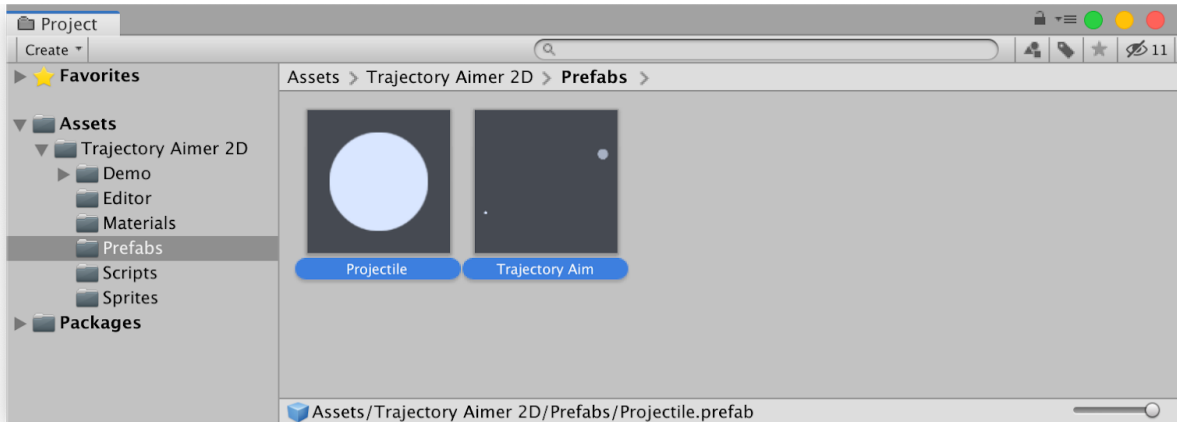 Project
Create
11
Favorites
Assets > Trajectory Aimer 2D > Prefabs >
Assets
Trajectory Aimer 2D
Demo
Editor
Materials
Prefabs
Scripts
Sprites
Packages
Projectile
Trajectory Aim
Assets/Trajectory Aimer 2D/Prefabs/Projectile.prefab